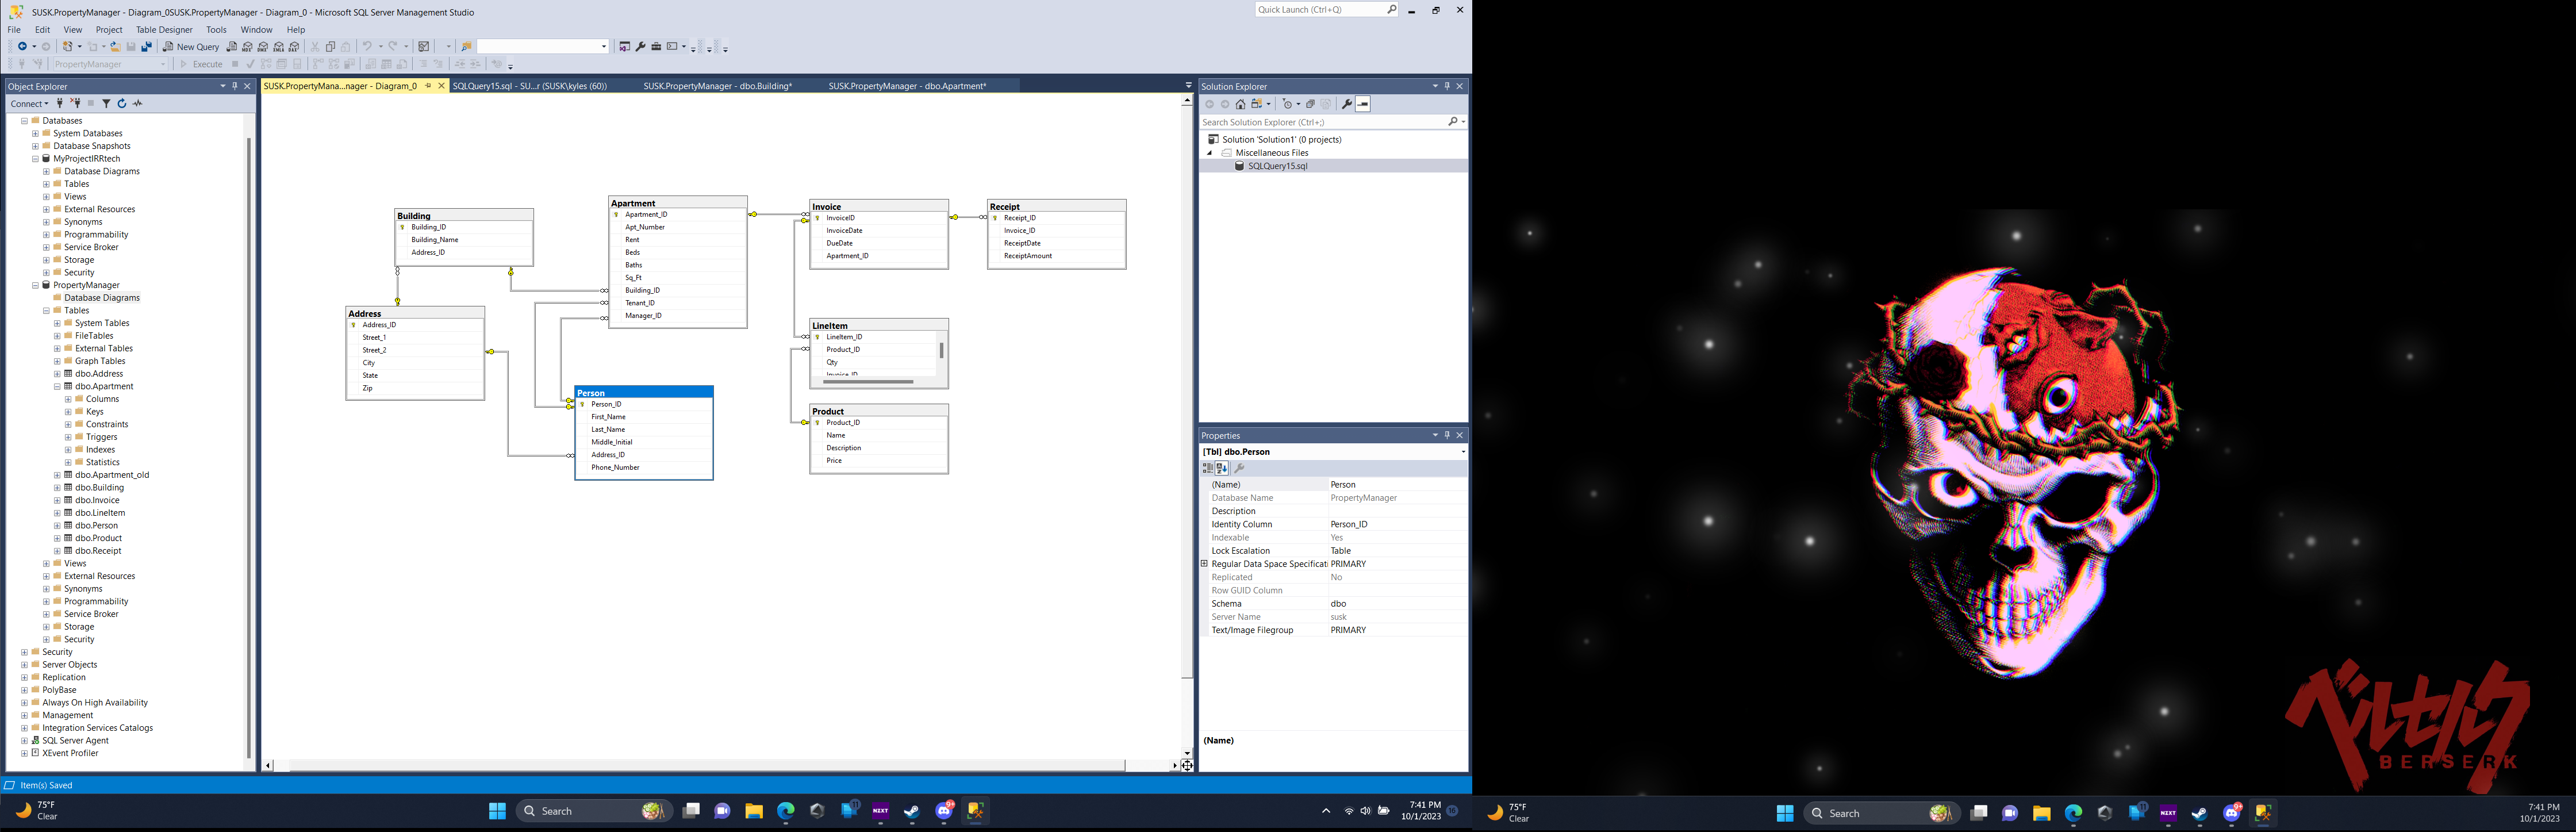 SUSK.PropertyManager - Diagram_0SUSK.PropertyManager - Diagram_0 - Microsoft SQL Server Management Studio
Quick Launch (Ctrl+Q)
File Edit View Project Table Designer Tools Window Help
New Query
PropertyManager
Execute
Object Explorer
Connect
Databases
System Databases
Database Snapshots
MyProjectIRRtech
Database Diagrams
Tables
Views
External Resources
Synonyms
Programmability
Service Broker
Storage
Security
PropertyManager
Database Diagrams
Tables
System Tables
FileTables
External Tables
Graph Tables
dbo.Address
dbo.Apartment
Columns
Keys
Constraints
Triggers
Indexes
Statistics
dbo.Apartment_old
dbo.Building
dbo.Invoice
dbo.LineItem
dbo.Person
dbo.Product
dbo.Receipt
Views
External Resources
Synonyms
Programmability
Service Broker
Storage
Security
Security
Server Objects
Replication
PolyBase
Always On High Availability
Management
Integration Services Catalogs
SQL Server Agent
XEvent Profiler
SUSK.PropertyMana...nager - Diagram_0
SQLQuery15.sql - SU...r (SUSK\kyles (60))
SUSK.PropertyManager - dbo.Building*
SUSK.PropertyManager - dbo.Apartment*
Building
Building_ID
Building_Name
Address_ID
Address
Address_ID
Street_1
Street_2
City
State
Zip
Apartment
Apartment_ID
Apt_Number
Rent
Beds
Baths
Sq_Ft
Building_ID
Tenant_ID
Manager_ID
Person
Person_ID
First_Name
Last_Name
Middle_Initial
Address_ID
Phone_Number
Invoice
InvoiceID
InvoiceDate
DueDate
Apartment_ID
Receipt
Receipt_ID
Invoice_ID
ReceiptDate
ReceiptAmount
LineItem
LineItem_ID
Product_ID
Qty
Invoice_ID
Product
Product_ID
Name
Description
Price
Solution Explorer
Search Solution Explorer (Ctrl+;)
Solution 'Solution1' (0 projects)
Miscellaneous Files
SQLQuery15.sql
Properties
[Tbl] dbo.Person
(Name) Person
Database Name PropertyManager
Description
Identity Column Person_ID
Indexable Yes
Lock Escalation Table
Regular Data Space Specificati PRIMARY
Replicated No
Row GUID Column
Schema dbo
Server Name susk
Text/Image Filegroup PRIMARY
(Name)
Item(s) Saved
75°F
Clear
Search
NZXT
9+
7:41 PM
10/1/2023
ベルセルク
BERSERK
75°F
Clear
Search
NZXT
9+
7:41 PM
10/1/2023